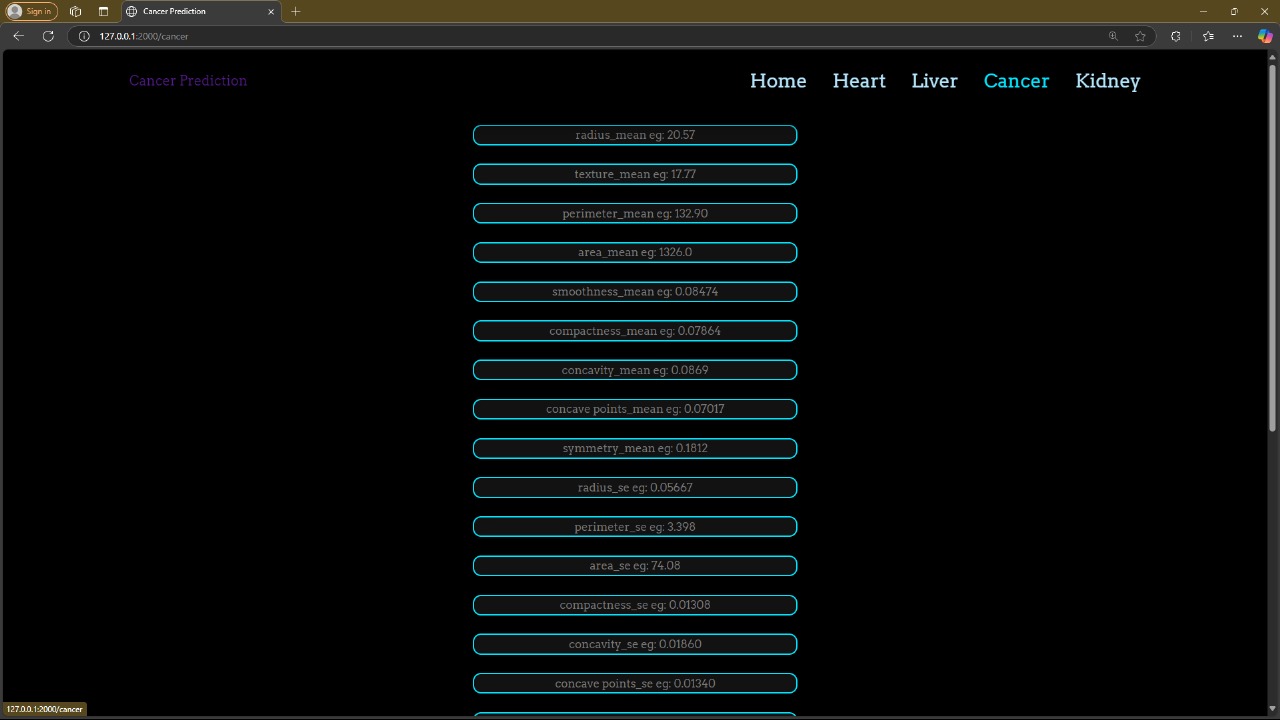 Sign in
Cancer Prediction
127.0.0.1:2000/cancer
Cancer Prediction
Home Heart Liver Cancer Kidney
radius_mean eg: 20.57
texture_mean eg: 17.77
perimeter_mean eg: 132.90
area_mean eg: 1326.0
smoothness_mean eg: 0.08474
compactness_mean eg: 0.07864
concavity_mean eg: 0.0869
concave points_mean eg: 0.07017
symmetry_mean eg: 0.1812
radius_se eg: 0.05667
perimeter_se eg: 3.398
area_se eg: 74.08
compactness_se eg: 0.01308
concavity_se eg: 0.01860
concave points_se eg: 0.01340
127.0.0.1:2000/cancer